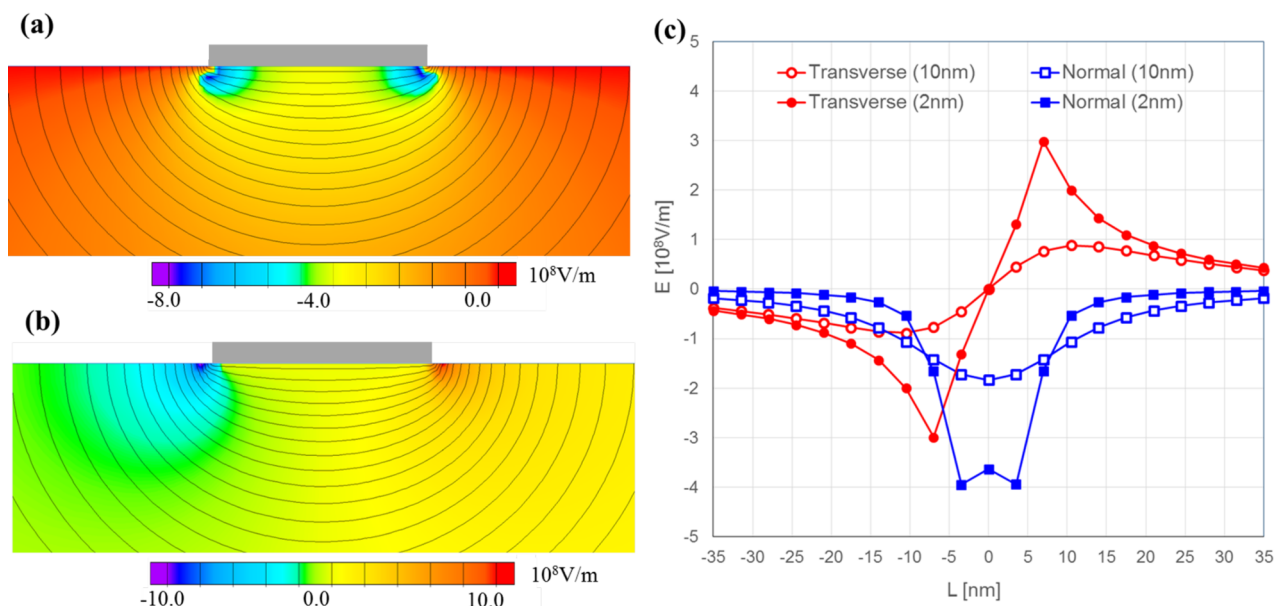 (a)
10⁸V/m
-8.0 -4.0 0.0
(b)
10⁸V/m
-10.0 0.0 10.0
(c)
Transverse (10nm) Normal (10nm)
Transverse (2nm) Normal (2nm)
5
4
3
2
1
0
-1
-2
-3
-4
-5
E [10⁸V/m]
-35 -30 -25 -20 -15 -10 -5 0 5 10 15 20 25 30 35
L [nm]